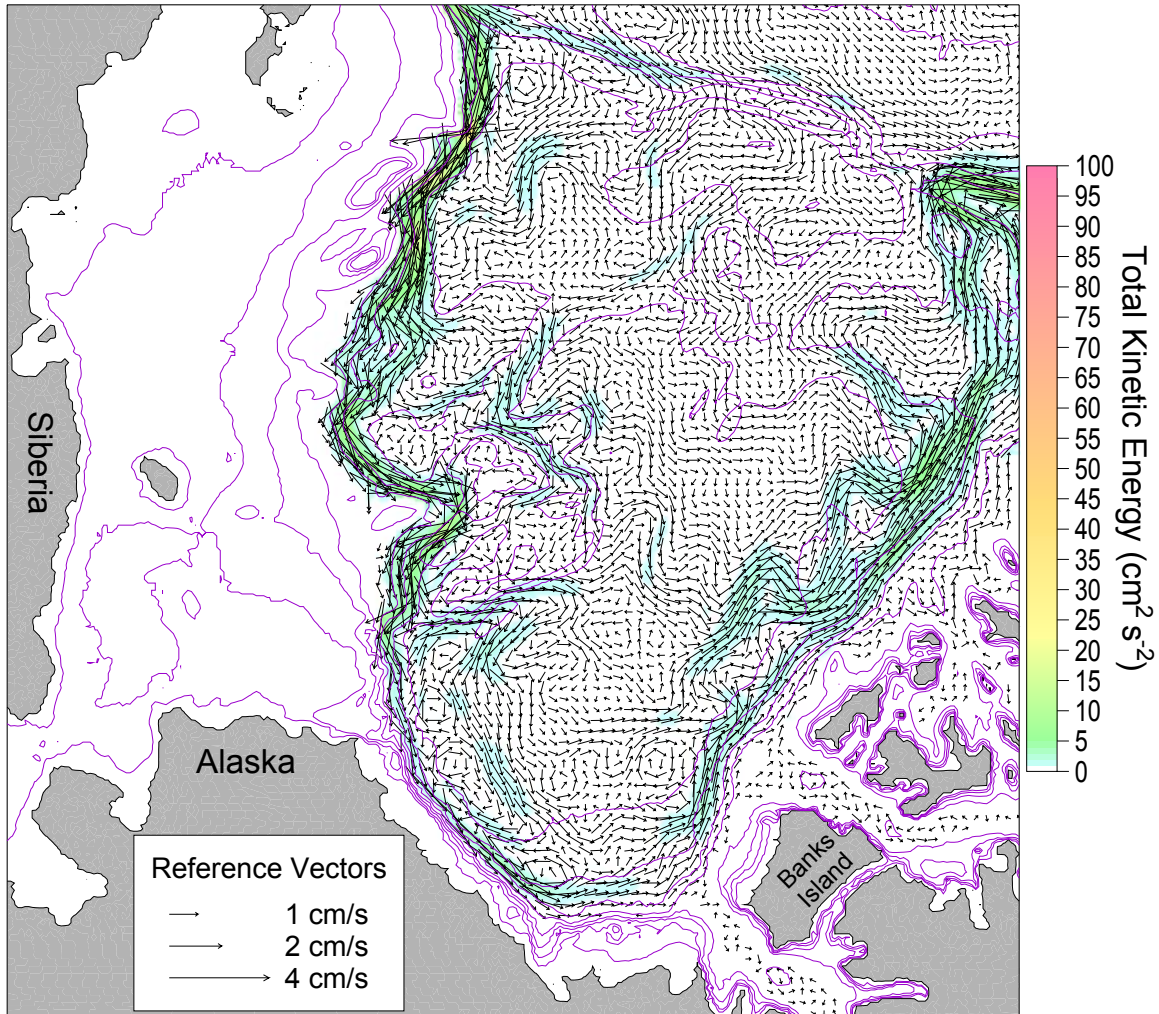 Siberia
Alaska
Banks
Island
Reference Vectors
1 cm/s
2 cm/s
4 cm/s
100
95
90
85
80
75
70
65
60
55
50
45
40
35
30
25
20
15
10
5
0
Total Kinetic Energy (cm² s⁻²)